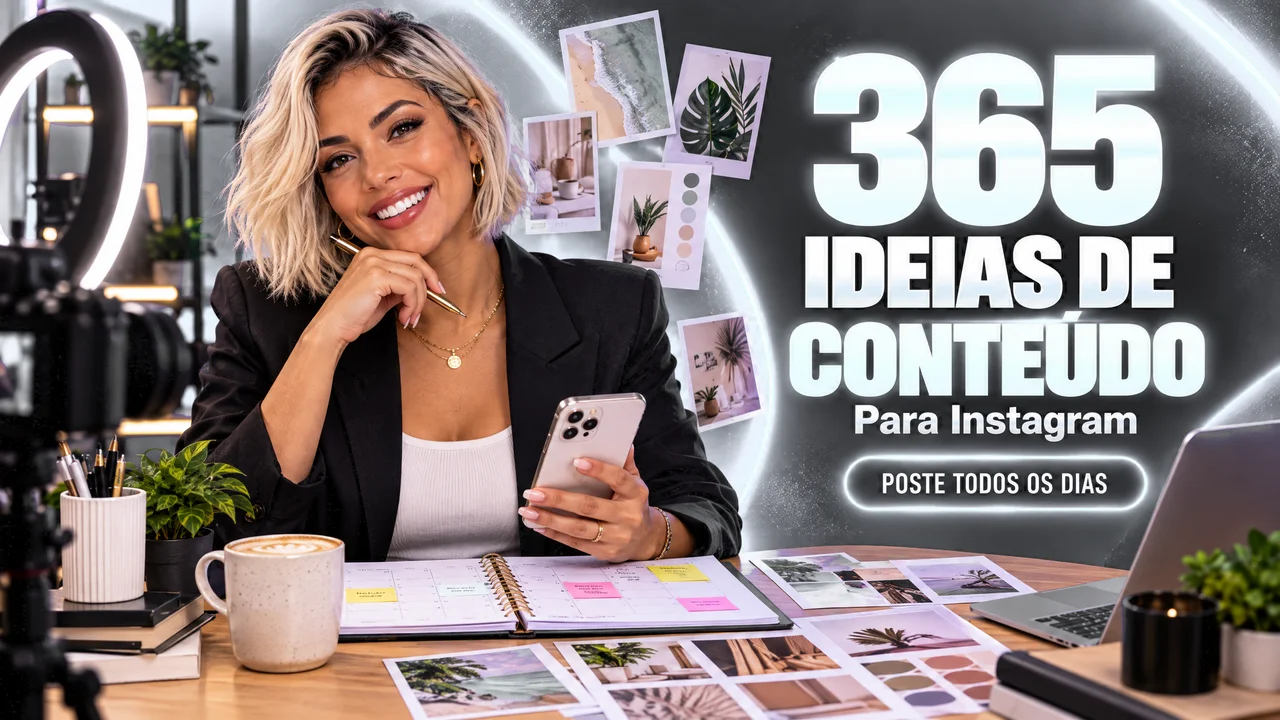 365
IDEIAS DE
CONTEÚDO
Para Instagram
POSTE TODOS OS DIAS